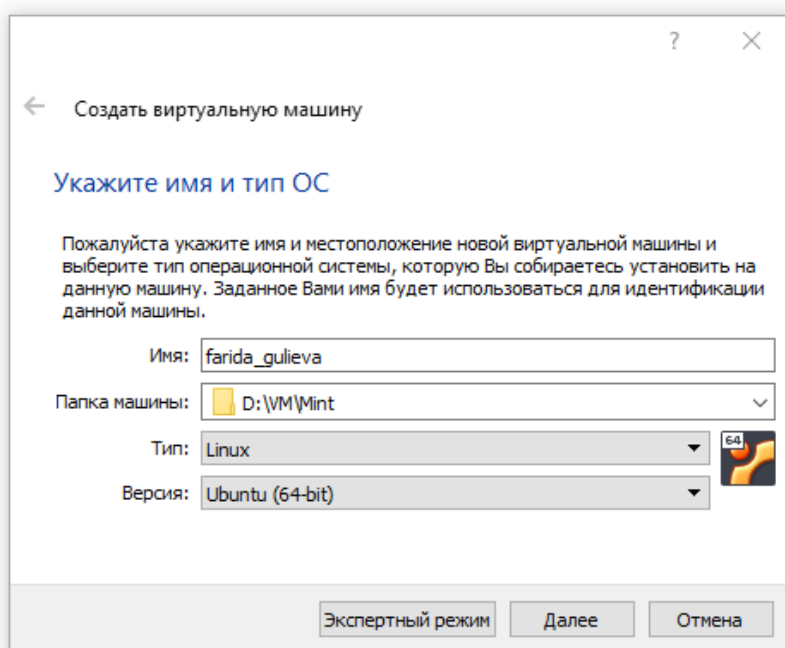 ?
Создать виртуальную машину
Укажите имя и тип ОС
Пожалуйста укажите имя и местоположение новой виртуальной машины и
выберите тип операционной системы, которую Вы собираетесь установить на
данную машину. Заданное Вами имя будет использоваться для идентификации
данной машины.
Имя: farida_gulieva
Папка машины: D:\VM\Mint
Тип: Linux
64
Версия: Ubuntu (64-bit)
Экспертный режим Далее Отмена